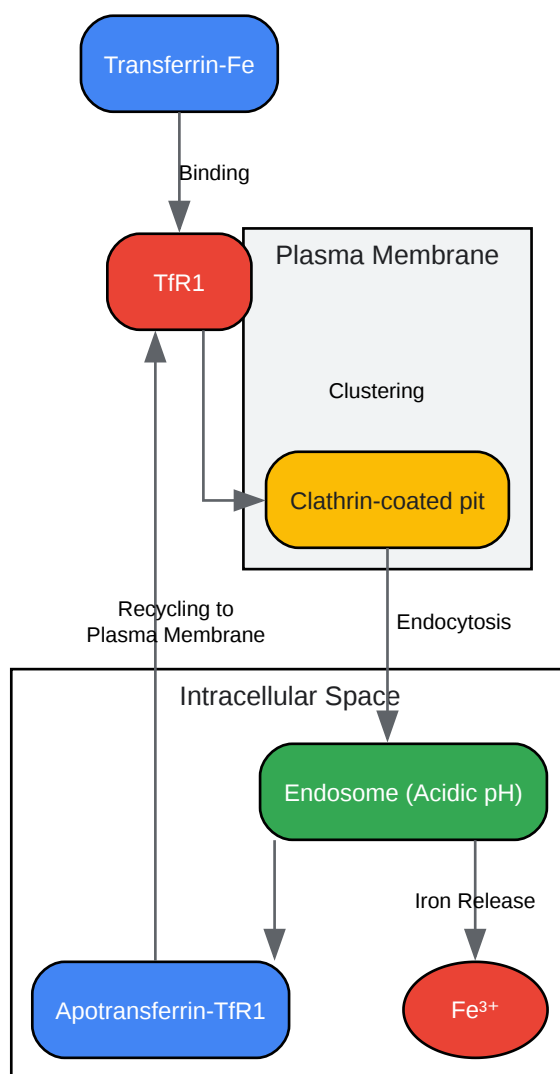 Transferrin-Fe
Binding
TfR1
Plasma Membrane
Clustering
Clathrin-coated pit
Recycling to
Plasma Membrane
Endocytosis
Intracellular Space
Endosome (Acidic pH)
Iron Release
Apotransferrin-TfR1
Fe³⁺